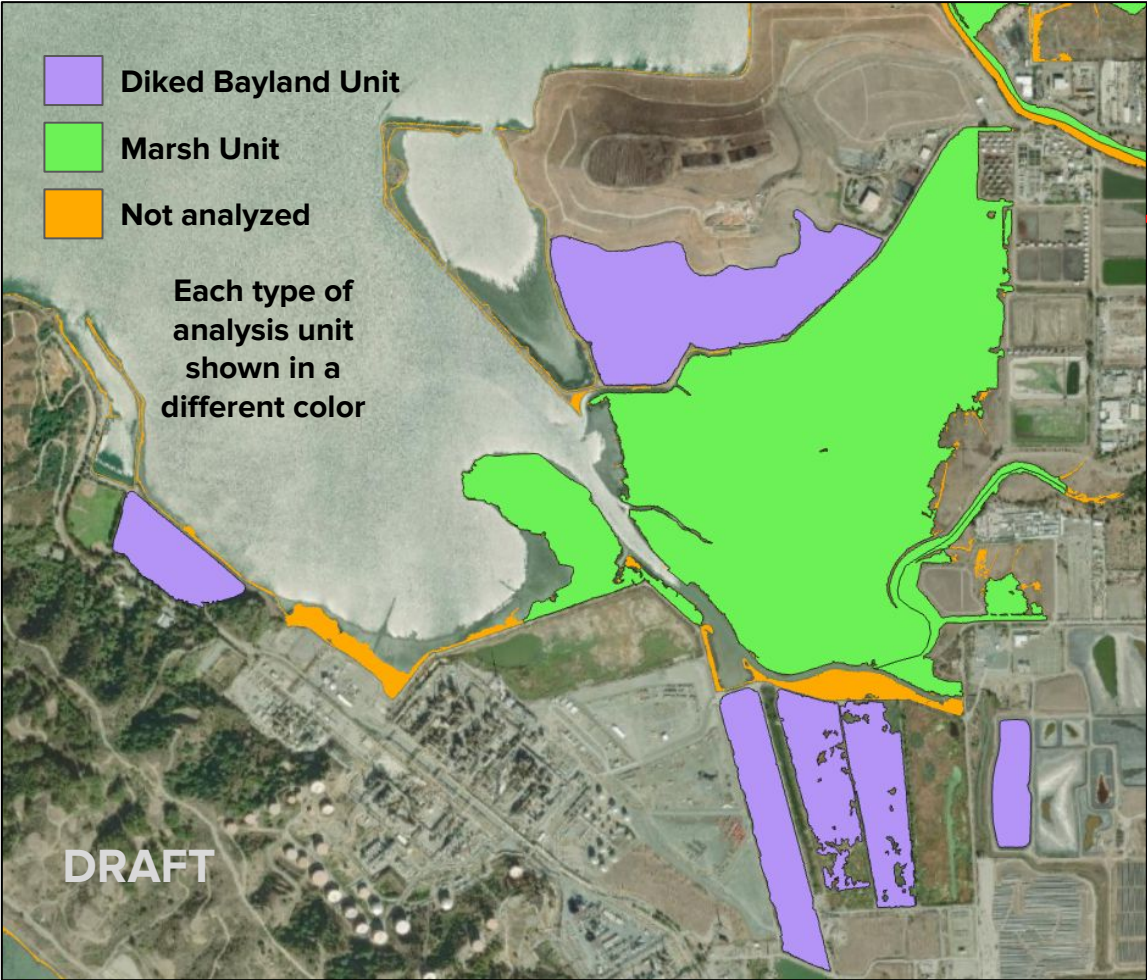 Diked Bayland Unit
Marsh Unit
Not analyzed
Each type of
analysis unit
shown in a
different color
DRAFT